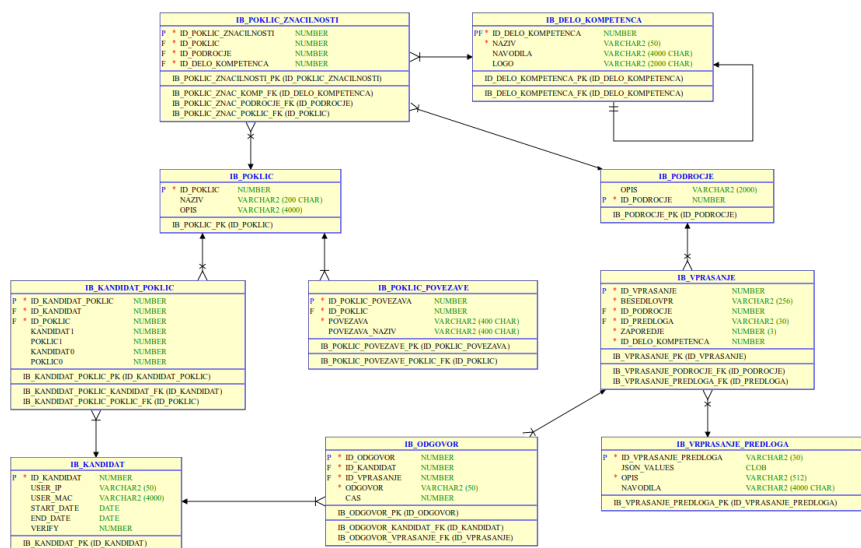 IB_POKLIC_ZNACILNOSTI
P * ID_POKLIC_ZNACILNOSTI NUMBER
F * ID_POKLIC NUMBER
F * ID_PODROCJE NUMBER
F * ID_DELO_KOMPETENCA NUMBER
IB_POKLIC_ZNACILNOSTI_PK (ID_POKLIC_ZNACILNOSTI)
IB_POKLIC_ZNAC_KOMP_FK (ID_DELO_KOMPETENCA)
IB_POKLIC_ZNAC_PODROCJE_FK (ID_PODROCJE)
IB_POKLIC_ZNAC_POKLIC_FK (ID_POKLIC)
IB_DELO_KOMPETENCA
PF * ID_DELO_KOMPETENCA NUMBER
* NAZIV VARCHAR2 (50)
NAVODILA VARCHAR2 (4000 CHAR)
LOGO VARCHAR2 (2000 CHAR)
ID_DELO_KOMPETENCA_PK (ID_DELO_KOMPETENCA)
IB_DELO_KOMPETENCA_FK (ID_DELO_KOMPETENCA)
IB_POKLIC
P * ID_POKLIC NUMBER
NAZIV VARCHAR2 (200 CHAR)
OPIS VARCHAR2 (4000)
IB_POKLIC_PK (ID_POKLIC)
IB_PODROCJE
OPIS VARCHAR2 (2000)
P * ID_PODROCJE NUMBER
IB_PODROCJE_PK (ID_PODROCJE)
IB_KANDIDAT_POKLIC
P * ID_KANDIDAT_POKLIC NUMBER
F * ID_KANDIDAT NUMBER
F * ID_POKLIC NUMBER
KANDIDAT1 NUMBER
POKLIC1 NUMBER
KANDIDAT0 NUMBER
POKLIC0 NUMBER
IB_KANDIDAT_POKLIC_PK (ID_KANDIDAT_POKLIC)
IB_KANDIDAT_POKLIC_KANDIDAT_FK (ID_KANDIDAT)
IB_KANDIDAT_POKLIC_POKLIC_FK (ID_POKLIC)
IB_POKLIC_POVEZAVE
P * ID_POKLIC_POVEZAVA NUMBER
F * ID_POKLIC NUMBER
* POVEZAVA VARCHAR2 (400 CHAR)
POVEZAVA_NAZIV VARCHAR2 (400 CHAR)
IB_POKLIC_POVEZAVE_PK (ID_POKLIC_POVEZAVA)
IB_POKLIC_POVEZAVE_POKLIC_FK (ID_POKLIC)
IB_VPRASANJE
P * ID_VPRASANJE NUMBER
* BESEDILOVPR VARCHAR2 (256)
F * ID_PODROCJE NUMBER
F * ID_PREDLOGA VARCHAR2 (30)
* ZAPOREDJE NUMBER (3)
* ID_DELO_KOMPETENCA NUMBER
IB_VPRASANJE_PK (ID_VPRASANJE)
IB_VPRASANJE_PODROCJE_FK (ID_PODROCJE)
IB_VPRASANJE_PREDLOGA_FK (ID_PREDLOGA)
IB_KANDIDAT
P * ID_KANDIDAT NUMBER
USER_IP VARCHAR2 (50)
USER_MAC VARCHAR2 (4000)
START_DATE DATE
END_DATE DATE
VERIFY NUMBER
IB_KANDIDAT_PK (ID_KANDIDAT)
IB_ODGOVOR
P * ID_ODGOVOR NUMBER
F * ID_KANDIDAT NUMBER
F * ID_VPRASANJE NUMBER
* ODGOVOR VARCHAR2 (50)
CAS NUMBER
IB_ODGOVOR_PK (ID_ODGOVOR)
IB_ODGOVOR_KANDIDAT_FK (ID_KANDIDAT)
IB_ODGOVOR_VPRASANJE_FK (ID_VPRASANJE)
IB_VRPRASANJE_PREDLOGA
P * ID_VPRASANJE_PREDLOGA VARCHAR2 (30)
JSON_VALUES CLOB
* OPIS VARCHAR2 (512)
NAVODILA VARCHAR2 (4000 CHAR)
IB_VPRASANJE_PREDLOGA_PK (ID_VPRASANJE_PREDLOGA)